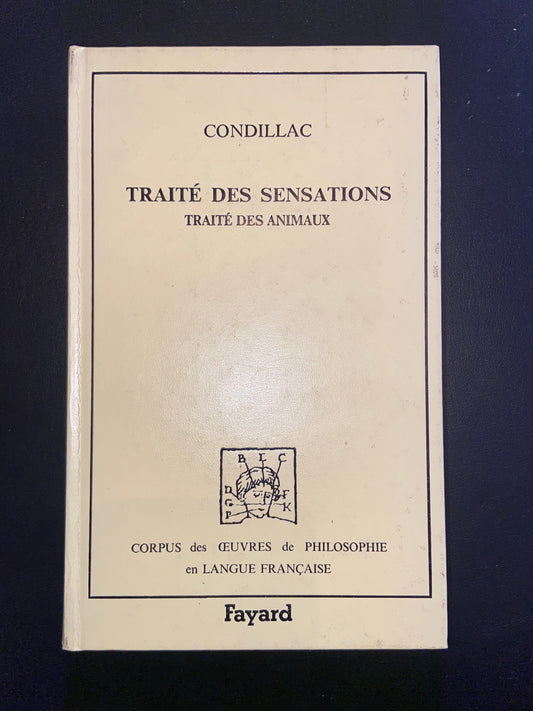 CONDILLAC
TRAITÉ DES SENSATIONS
TRAITÉ DES ANIMAUX
B L C
D F
G K
P
CORPUS des ŒUVRES de PHILOSOPHIE
en LANGUE FRANÇAISE
Fayard